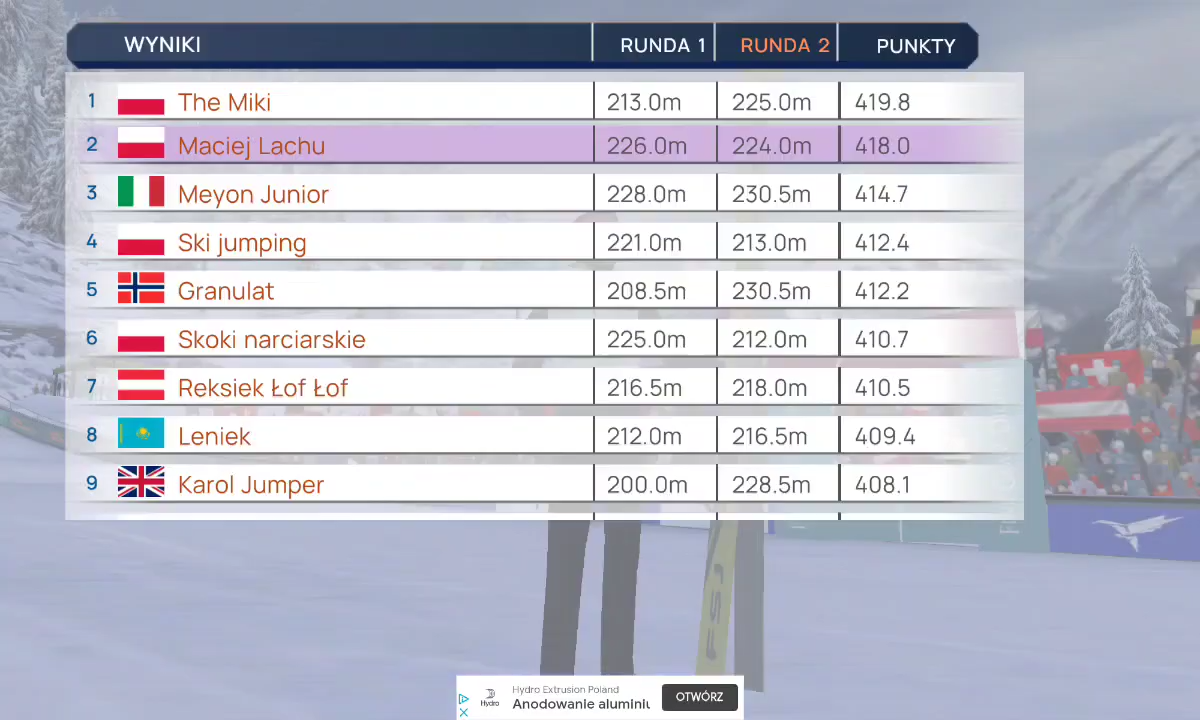 WYNIKI RUNDA 1 RUNDA 2 PUNKTY
1 The Miki 213.0m 225.0m 419.8
2 Maciej Lachu 226.0m 224.0m 418.0
3 Meyon Junior 228.0m 230.5m 414.7
4 Ski jumping 221.0m 213.0m 412.4
5 Granulat 208.5m 230.5m 412.2
6 Skoki narciarskie 225.0m 212.0m 410.7
7 Reksiek Łof Łof 216.5m 218.0m 410.5
8 Leniek 212.0m 216.5m 409.4
9 Karol Jumper 200.0m 228.5m 408.1
FSJ
Hydro Extrusion Poland
Hydro
Anodowanie aluminiu
OTWÓRZ